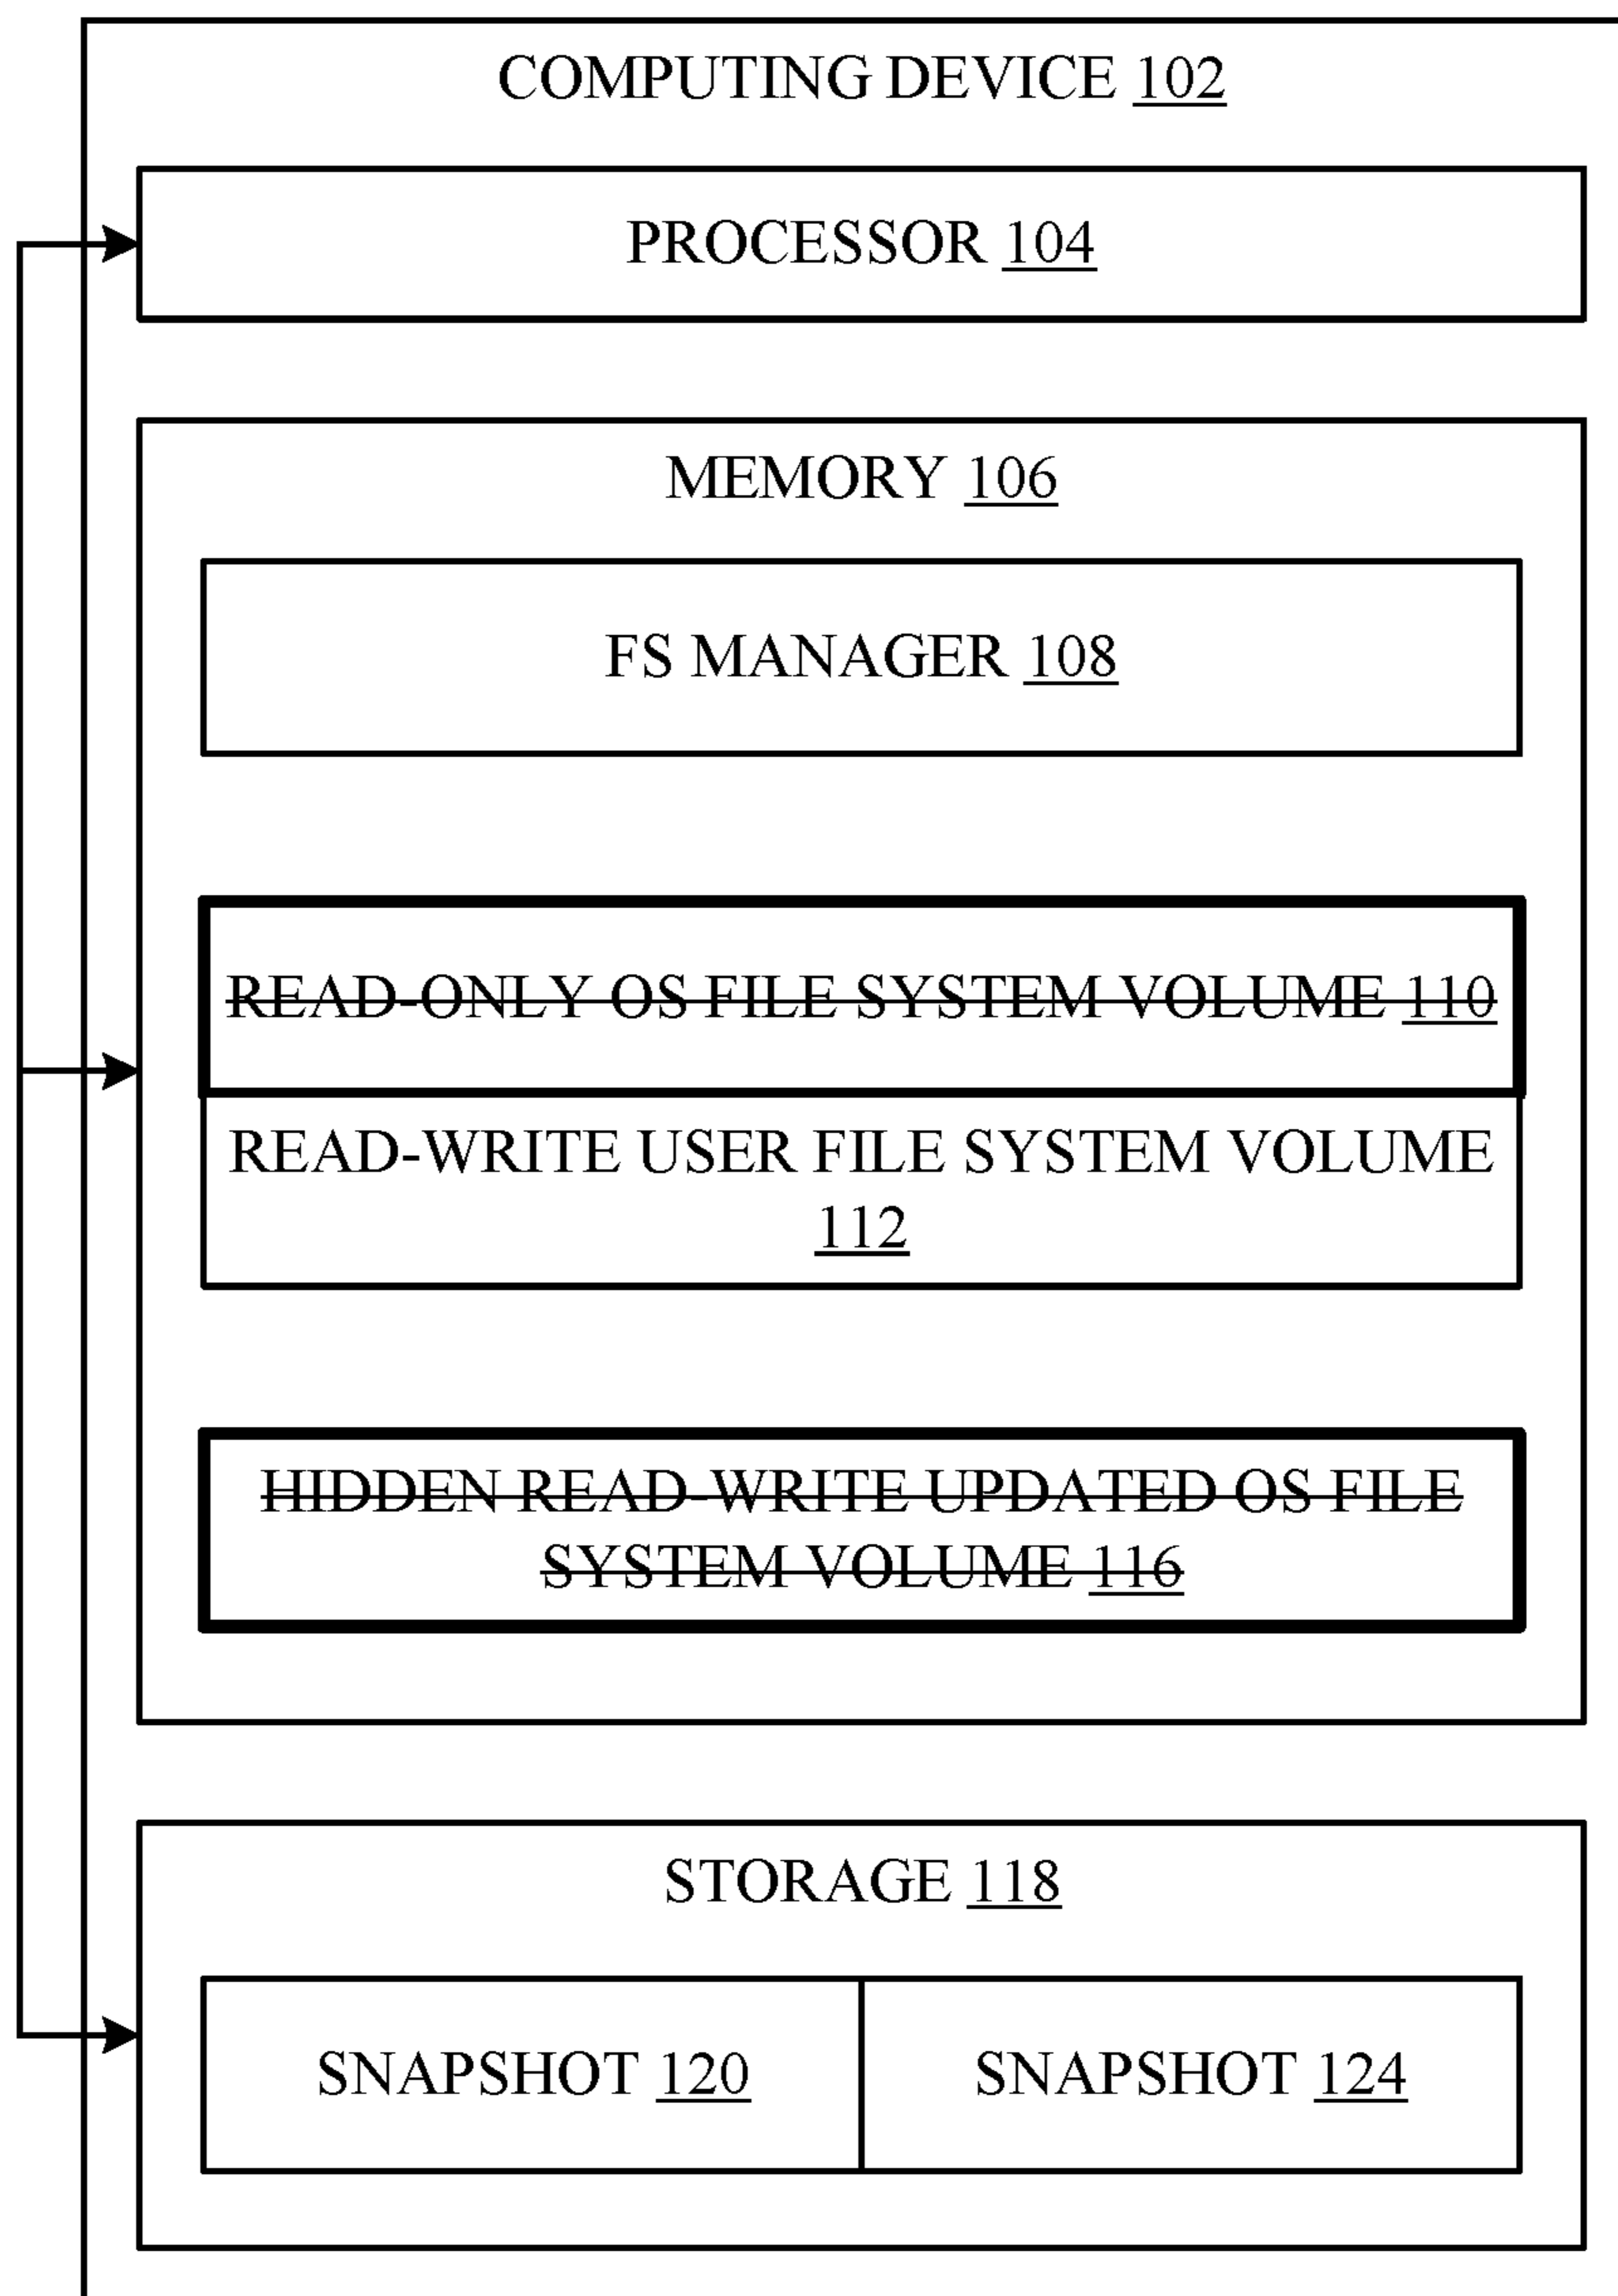 COMPUTING DEVICE 102
PROCESSOR 104
MEMORY 106
FS MANAGER 108
READ-ONLY OS FILE SYSTEM VOLUME 110
READ-WRITE USER FILE SYSTEM VOLUME
112
HIDDEN READ-WRITE UPDATED OS FILE
SYSTEM VOLUME 116
STORAGE 118
SNAPSHOT 120
SNAPSHOT 124